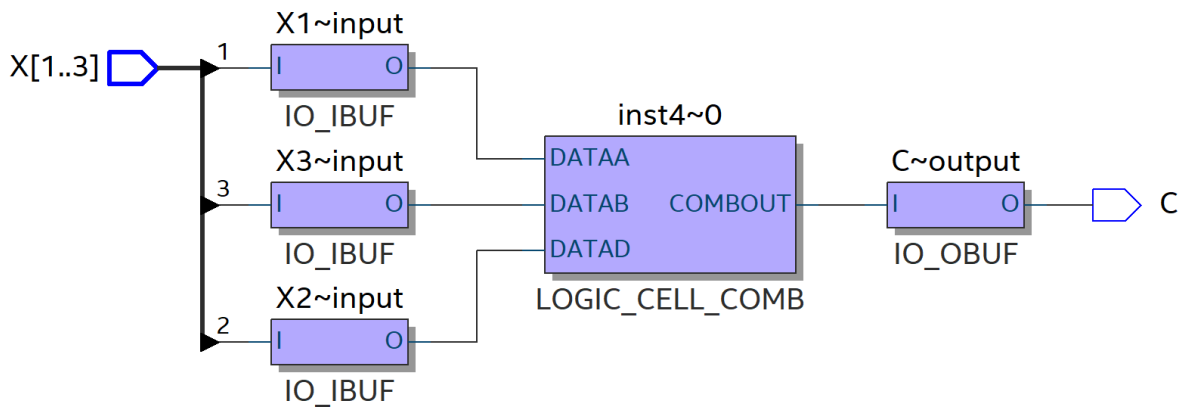 X[1..3]
1
X1~input
I
O
IO_IBUF
3
X3~input
I
O
IO_IBUF
2
X2~input
I
O
IO_IBUF
inst4~0
DATAA
DATAB
COMBOUT
DATAD
LOGIC_CELL_COMB
C~output
I
O
IO_OBUF
C